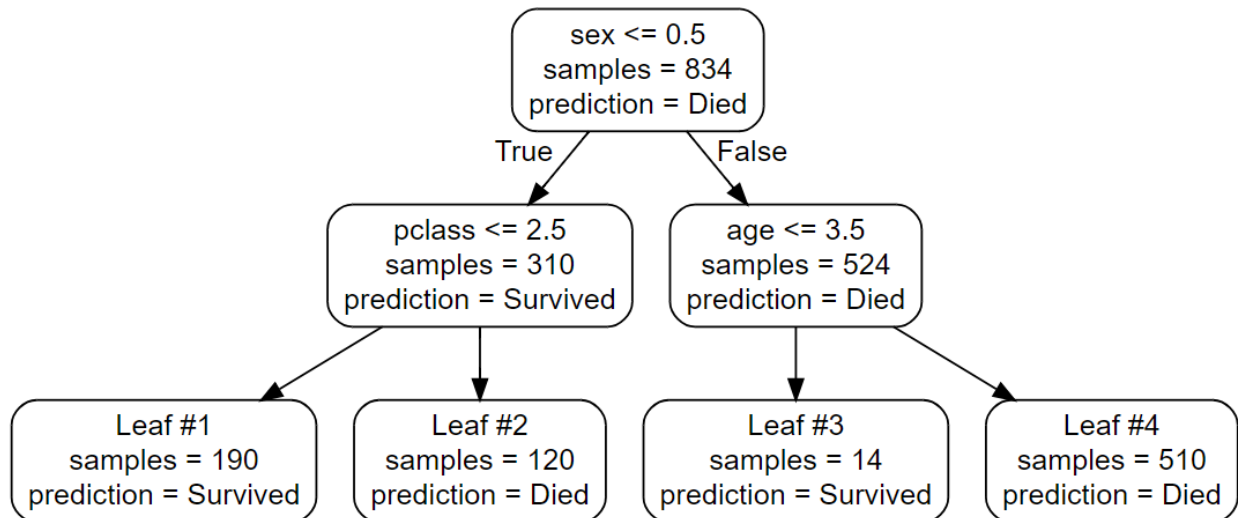 sex <= 0.5
samples = 834
prediction = Died
True
False
pclass <= 2.5
samples = 310
prediction = Survived
age <= 3.5
samples = 524
prediction = Died
Leaf #1
samples = 190
prediction = Survived
Leaf #2
samples = 120
prediction = Died
Leaf #3
samples = 14
prediction = Survived
Leaf #4
samples = 510
prediction = Died